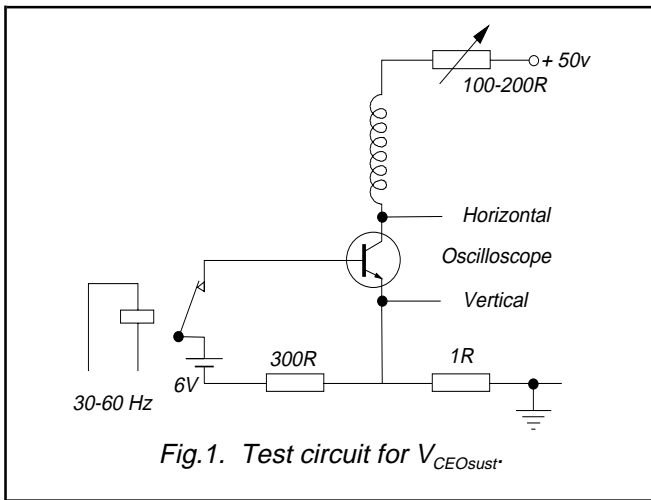 + 50v
100-200R
Horizontal
Oscilloscope
Vertical
300R
1R
6V
30-60 Hz
Fig.1. Test circuit for VCEOsust.